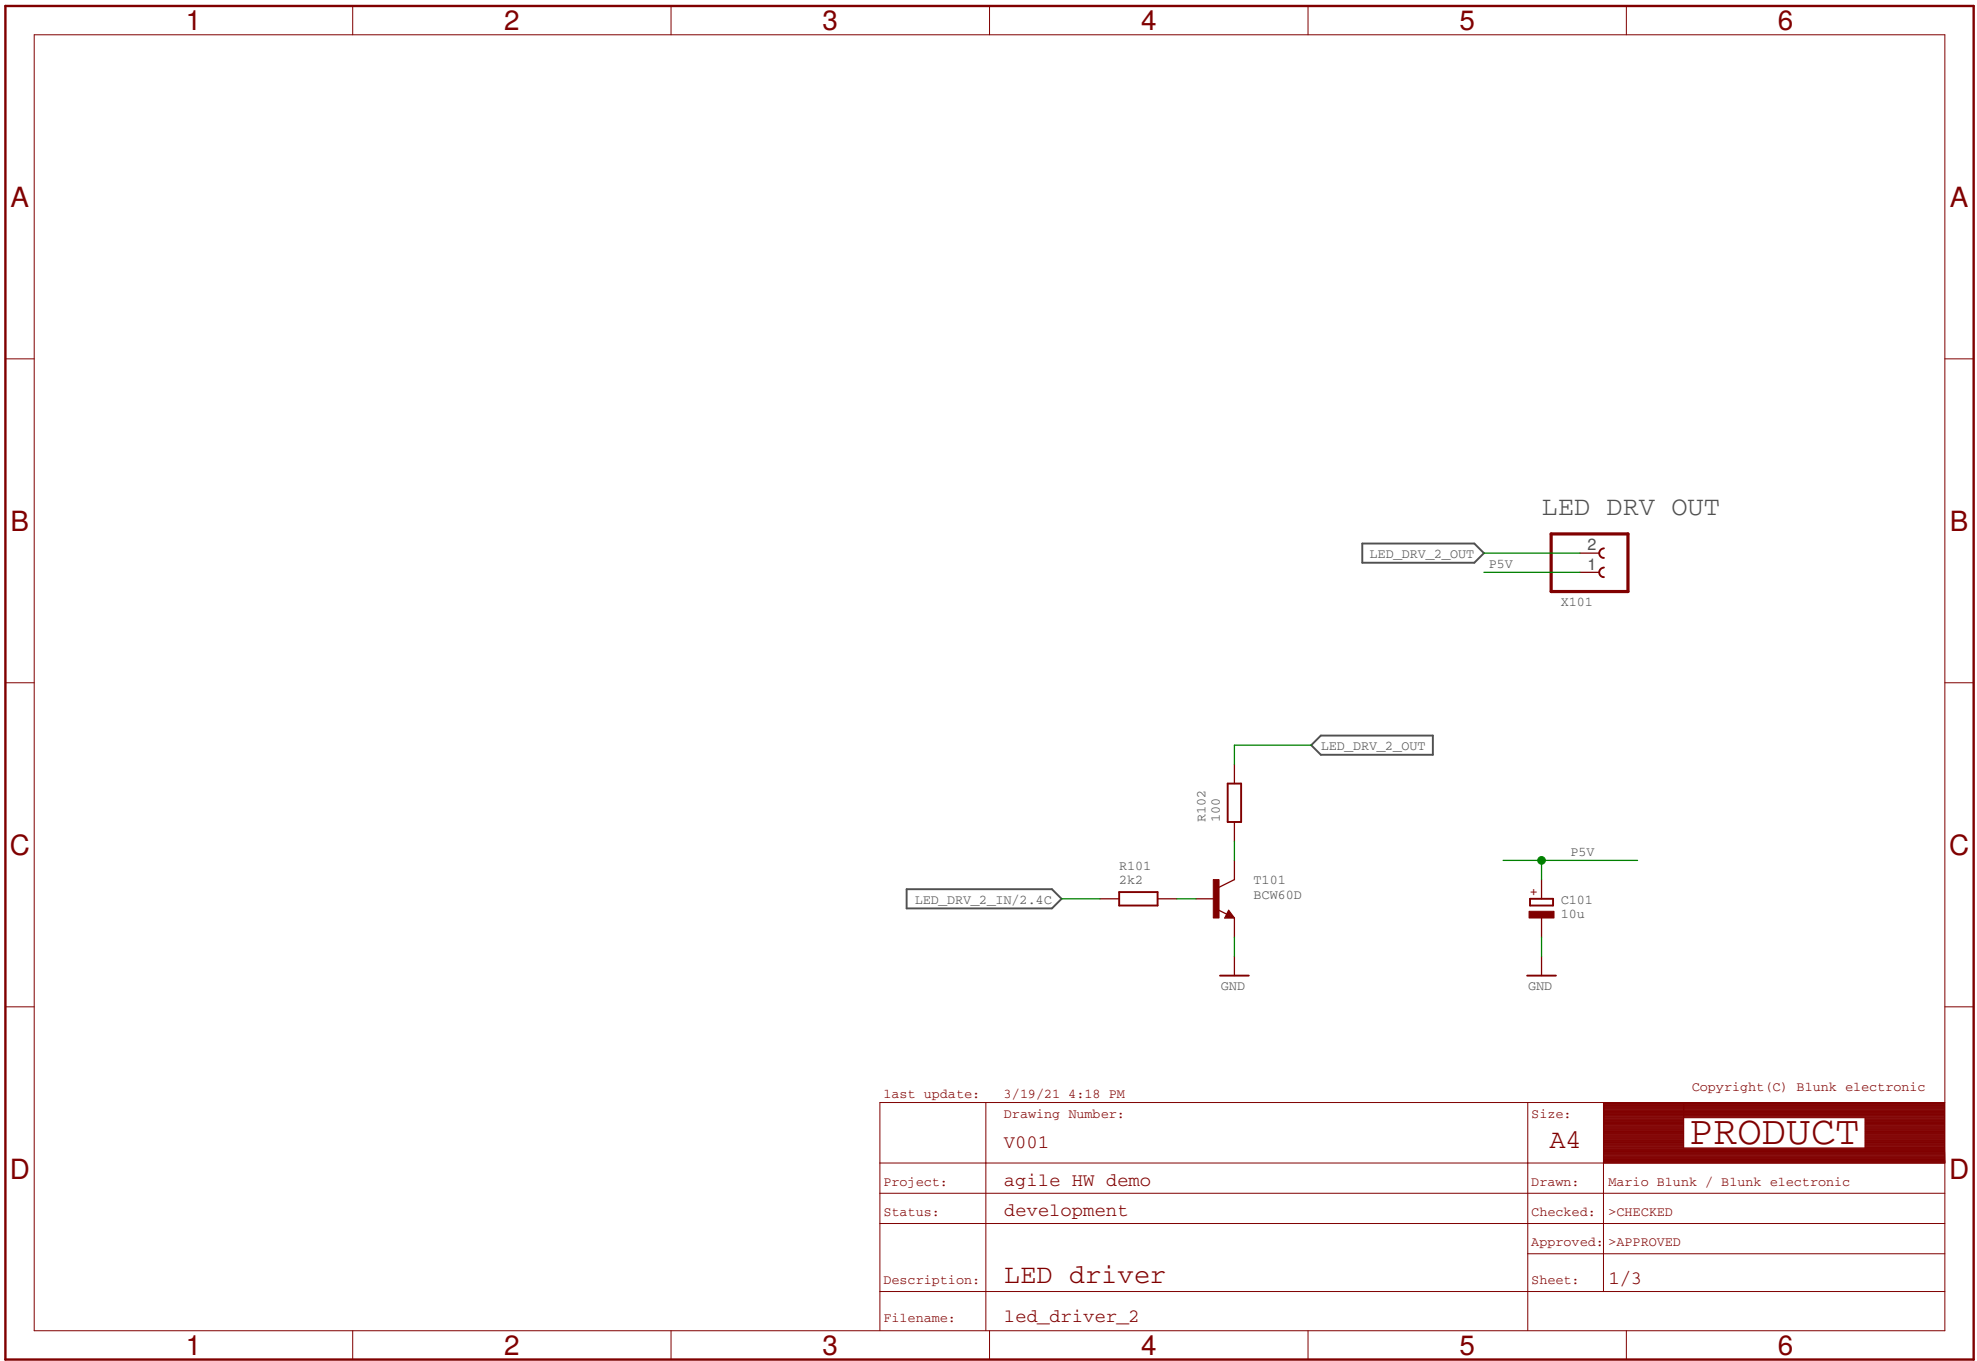 1 2 3 4 5 6
A A
B B
LED DRV OUT
LED_DRV_2_OUT
2
P5V
1
X101
LED_DRV_2_OUT
R102
100
C C
P5V
R101
2k2
T101
BCW60D
LED_DRV_2_IN/2.4C
+
C101
10u
GND
GND
last update: 3/19/21 4:18 PM
Copyright(C) Blunk electronic
Drawing Number:
V001
Size:
A4
PRODUCT
D D
Project: agile HW demo
Drawn: Mario Blunk / Blunk electronic
Status: development
Checked: >CHECKED
Approved: >APPROVED
Description: LED driver
Sheet: 1/3
Filename: led_driver_2
1 2 3 4 5 6